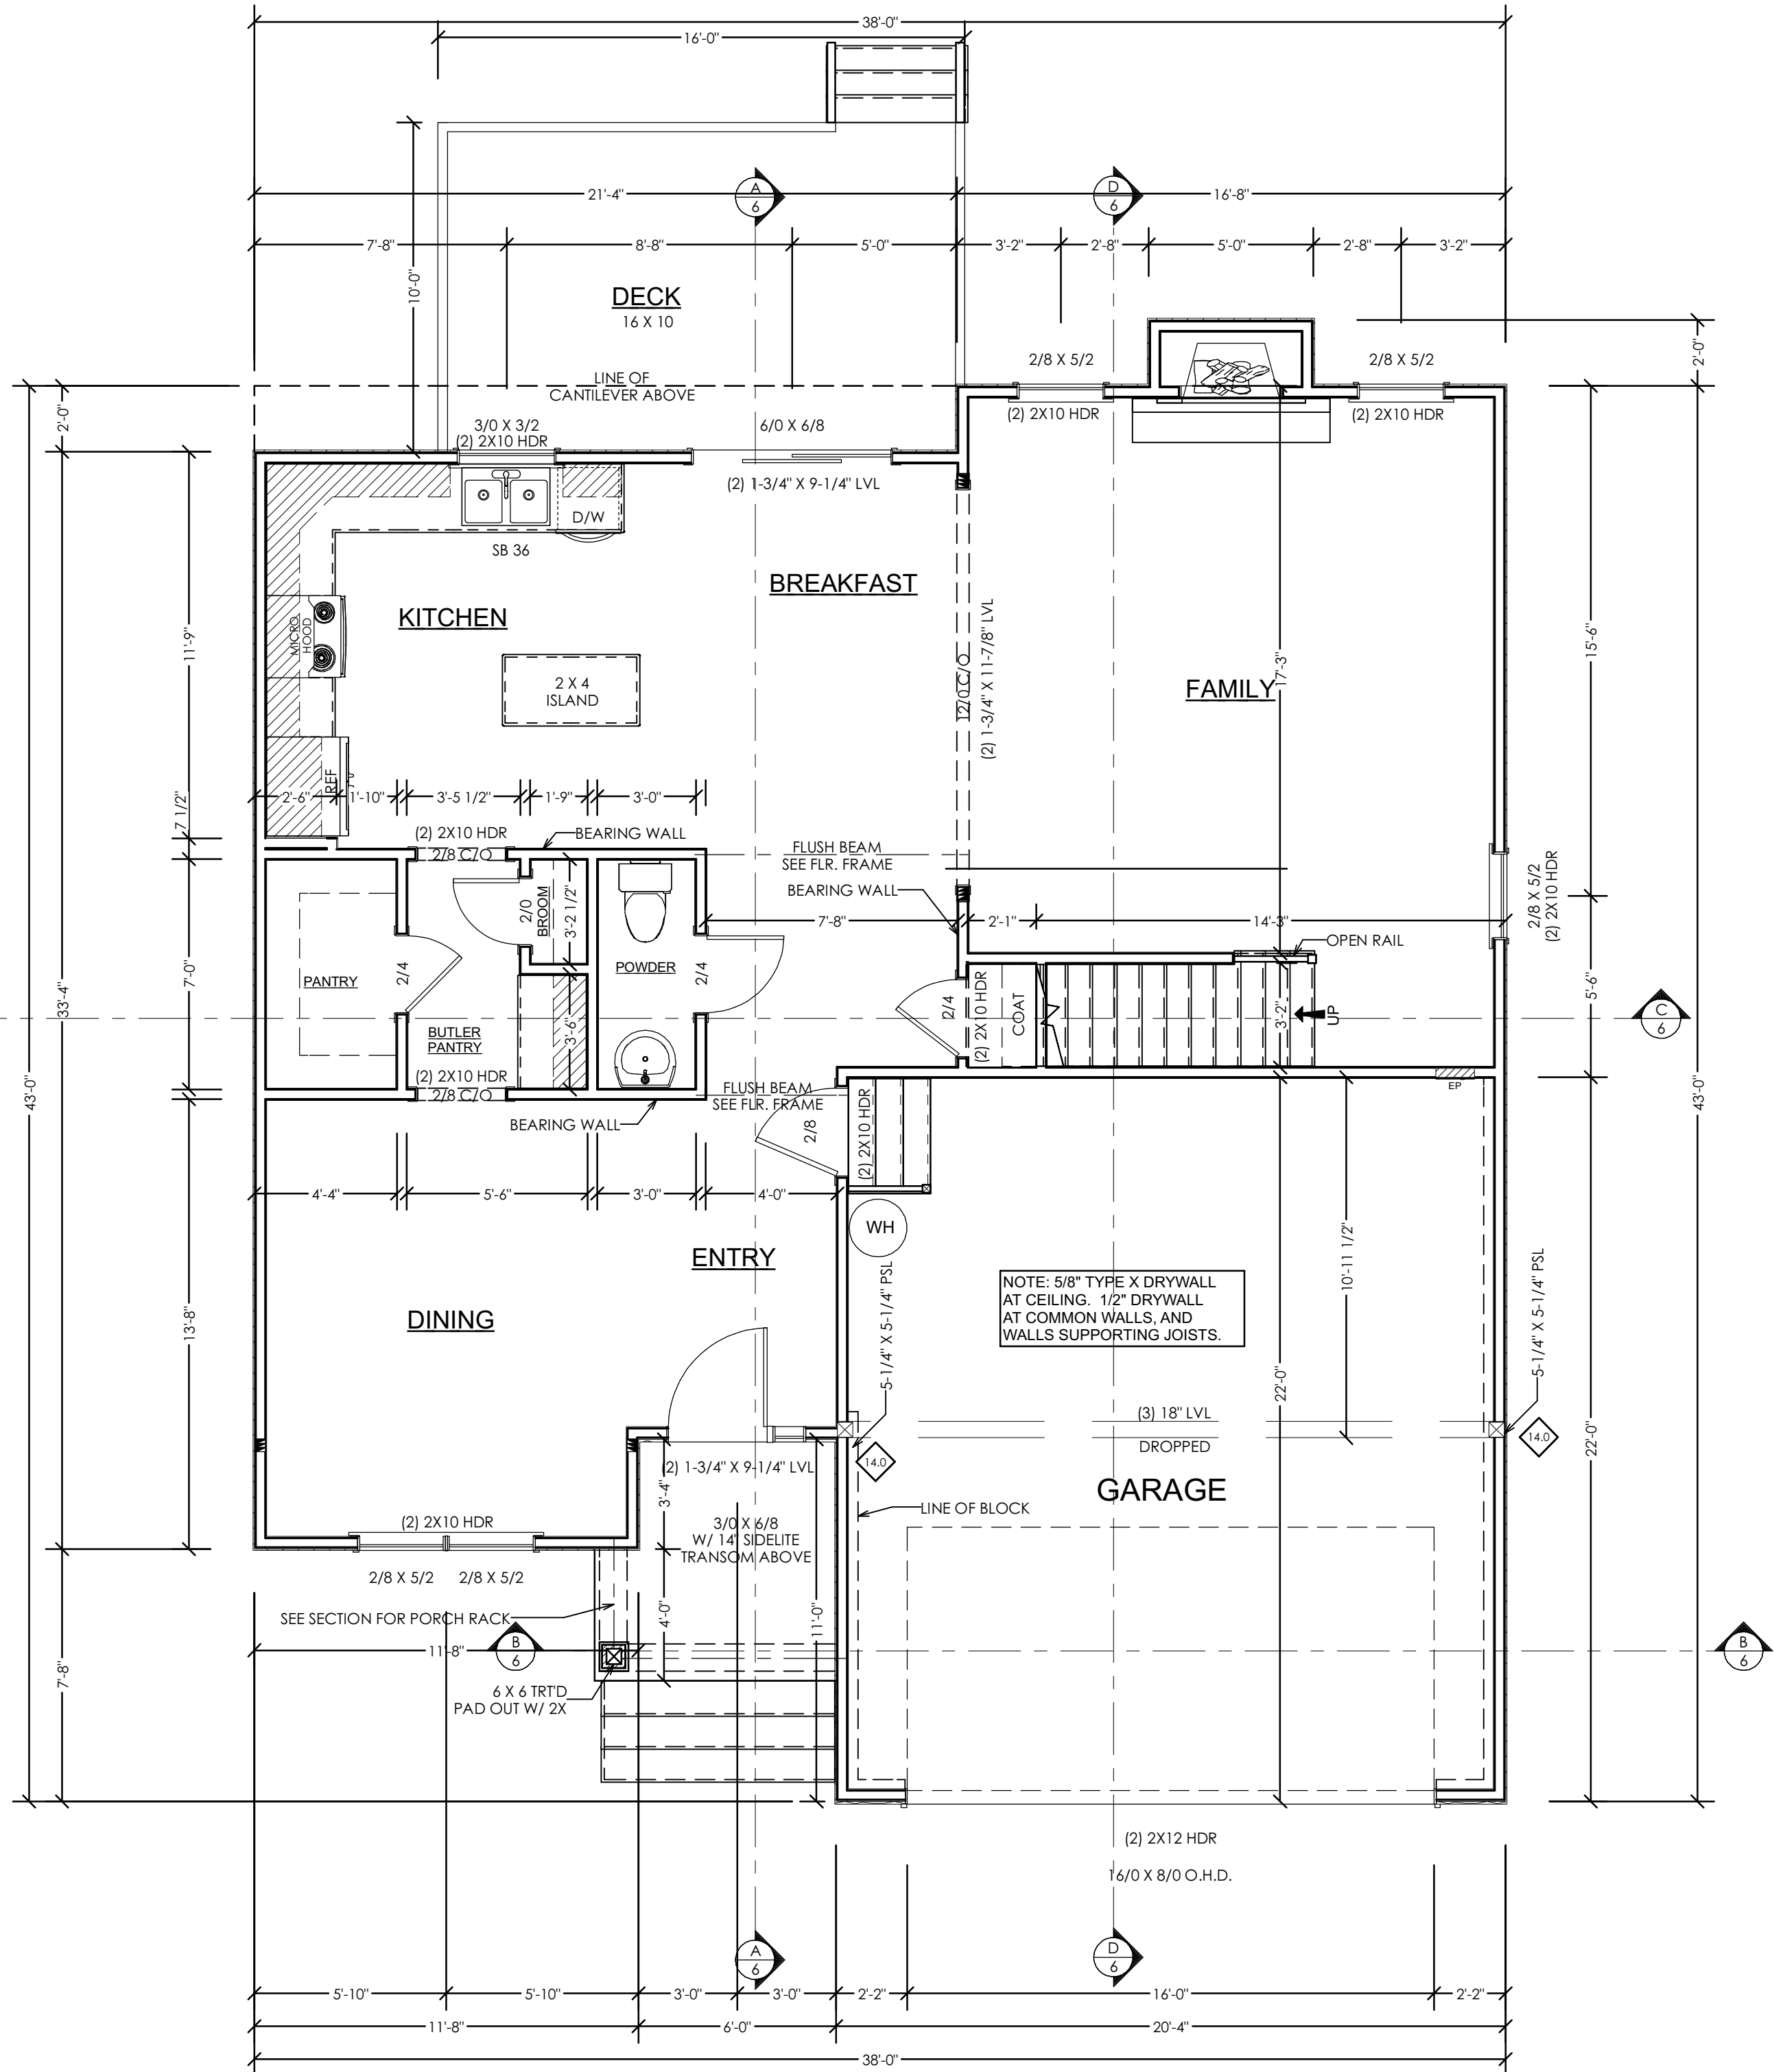 38'-0"
16'-0"
A
6
D
6
21'-4"
16'-8"
7'-8"
8'-8"
5'-0"
3'-2"
2'-8"
5'-0"
2'-8"
3'-2"
10'-0"
DECK
16 X 10
2/8 X 5/2
2/8 X 5/2
2'-0"
LINE OF
CANTILEVER ABOVE
2'-0"
(2) 2X10 HDR
(2) 2X10 HDR
3/0 X 3/2
(2) 2X10 HDR
6/0 X 6/8
(2) 1-3/4" X 9-1/4" LVL
D/W
SB 36
BREAKFAST
KITCHEN
MICRO
HOOD
11'-9"
12/0 C/O
(2) 1-3/4" X 11-7/8" LVL
17'-3"
15'-6"
2 X 4
ISLAND
FAMILY
REF
2'-6"
1'-10"
3'-5 1/2"
1'-9"
3'-0"
7 1/2"
(2) 2X10 HDR
2/8 C/O
BEARING WALL
FLUSH BEAM
SEE FLR. FRAME
BEARING WALL
2/8 X 5/2
(2) 2X10 HDR
2/0
BROOM
3'-2 1/2"
7'-8"
2'-1"
14'-3"
OPEN RAIL
PANTRY
2/4
POWDER
2/4
7'-0"
33'-4"
43'-0"
5'-6"
43'-0"
2/4
(2) 2X10 HDR
COAT
3'-2"
UP
C
6
BUTLER
PANTRY
3'-6"
(2) 2X10 HDR
2/8 C/O
FLUSH BEAM
SEE FLR. FRAME
BEARING WALL
2/8
(2) 2X10 HDR
EP
4'-4"
5'-6"
3'-0"
4'-0"
WH
ENTRY
DINING
13'-8"
NOTE: 5/8" TYPE X DRYWALL
AT CEILING. 1/2" DRYWALL
AT COMMON WALLS, AND
WALLS SUPPORTING JOISTS.
10'-11 1/2"
5-1/4" X 5-1/4" PSL
5-1/4" X 5-1/4" PSL
22'-0"
22'-0"
(3) 18" LVL
DROPPED
14.0
14.0
(2) 1-3/4" X 9-1/4" LVL
3'-4"
GARAGE
LINE OF BLOCK
(2) 2X10 HDR
3/0 X 6/8
W/ 14" SIDELITE
TRANSOM ABOVE
2/8 X 5/2
2/8 X 5/2
SEE SECTION FOR PORCH RACK
4'-0"
11'-0"
11'-8"
B
6
B
6
7'-8"
6 X 6 TRT'D
PAD OUT W/ 2X
(2) 2X12 HDR
16/0 X 8/0 O.H.D.
A
6
D
6
5'-10"
5'-10"
3'-0"
3'-0"
2'-2"
16'-0"
2'-2"
11'-8"
6'-0"
20'-4"
38'-0"